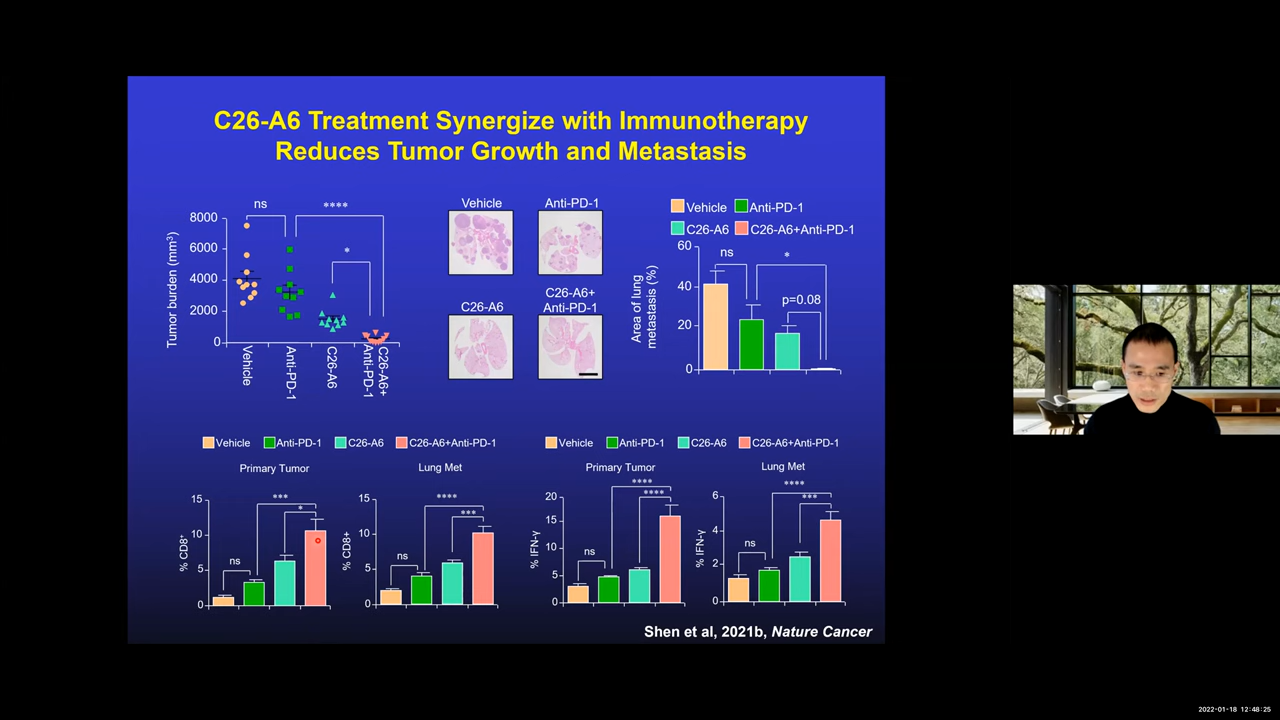 C26-A6 Treatment Synergize with Immunotherapy
Reduces Tumor Growth and Metastasis
Tumor burden (mm³)
8000
6000
4000
2000
0
ns
****
*
Vehicle
Anti-PD-1
C26-A6
C26-A6+
Anti-PD-1
Vehicle
Anti-PD-1
C26-A6
C26-A6+
Anti-PD-1
Vehicle
Anti-PD-1
C26-A6
C26-A6+Anti-PD-1
Area of lung
metastasis (%)
60
40
20
0
ns
*
p=0.08
Vehicle
Anti-PD-1
C26-A6
C26-A6+Anti-PD-1
Primary Tumor
% CD8⁺
15
10
5
0
ns
***
*
Lung Met
% CD8+
15
10
5
0
ns
****
***
Vehicle
Anti-PD-1
C26-A6
C26-A6+Anti-PD-1
Primary Tumor
% IFN-γ
20
15
10
5
0
ns
****
****
Lung Met
% IFN-γ
6
4
2
0
ns
****
***
Shen et al, 2021b, Nature Cancer
2022-01-18 12:48:25